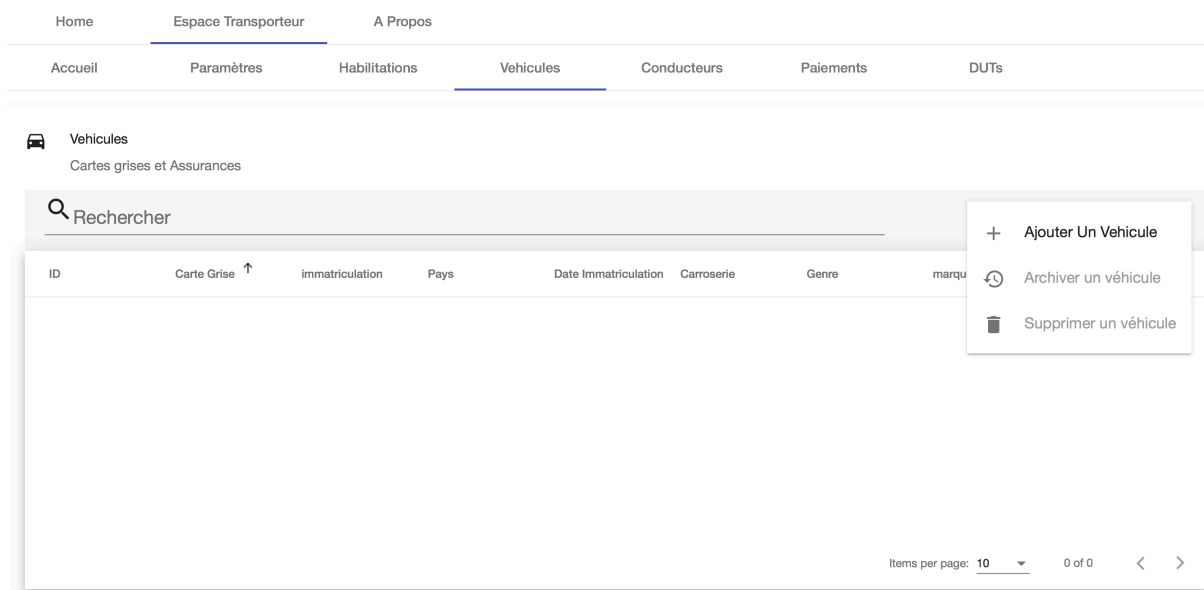 Home Espace Transporteur A Propos
Accueil Paramètres Habilitations Vehicules Conducteurs Paiements DUTs
Vehicules
Cartes grises et Assurances
Rechercher
Ajouter Un Vehicule
ID Carte Grise immatriculation Pays Date Immatriculation Carroserie Genre marqu
Archiver un véhicule
Supprimer un véhicule
Items per page: 10 0 of 0